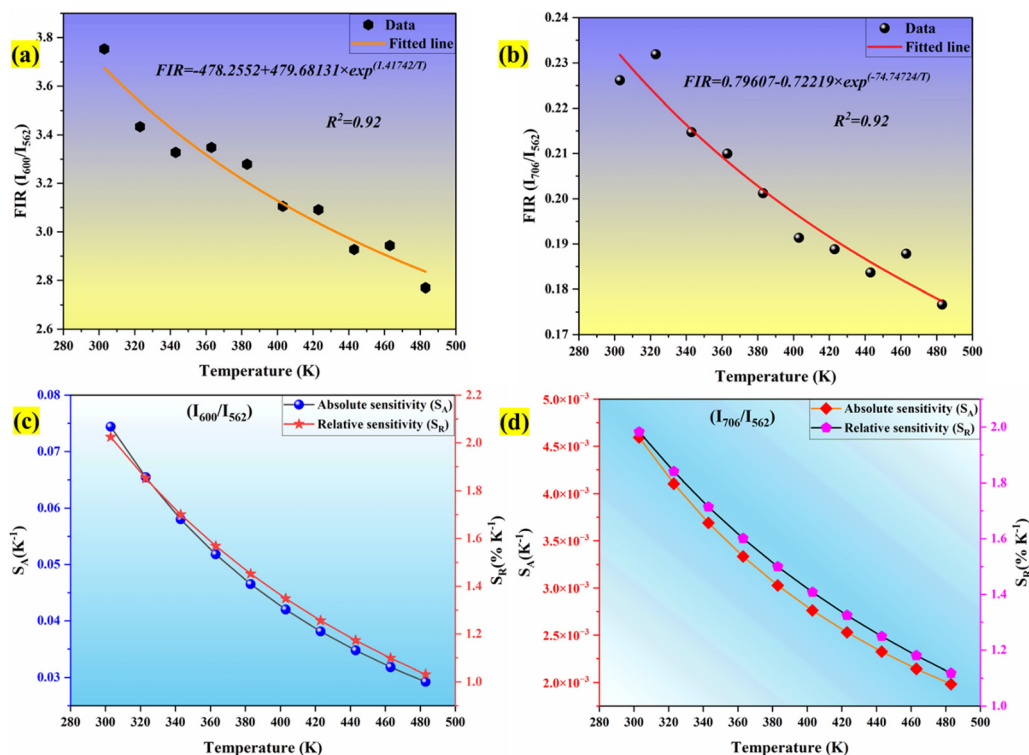 (a)
Data
Fitted line
FIR=-478.2552+479.68131×exp^(1.41742/T)
R²=0.92
FIR (I₆₀₀/I₅₆₂)
3.8
3.6
3.4
3.2
3.0
2.8
2.6
280 300 320 340 360 380 400 420 440 460 480 500
Temperature (K)
(b)
Data
Fitted line
FIR=0.79607-0.72219×exp^(-74.74724/T)
R²=0.92
FIR (I₇₀₆/I₅₆₂)
0.24
0.23
0.22
0.21
0.20
0.19
0.18
0.17
280 300 320 340 360 380 400 420 440 460 480 500
Temperature (K)
(c)
(I₆₀₀/I₅₆₂)
Absolute sensitivity (S_A)
Relative sensitivity (S_R)
S_A(K⁻¹)
0.08
0.07
0.06
0.05
0.04
0.03
S_R(% K⁻¹)
2.2
2.0
1.8
1.6
1.4
1.2
1.0
280 300 320 340 360 380 400 420 440 460 480 500
Temperature (K)
(d)
(I₇₀₆/I₅₆₂)
Absolute sensitivity (S_A)
Relative sensitivity (S_R)
S_A(K⁻¹)
5.0×10⁻³
4.5×10⁻³
4.0×10⁻³
3.5×10⁻³
3.0×10⁻³
2.5×10⁻³
2.0×10⁻³
S_R(% K⁻¹)
2.0
1.8
1.6
1.4
1.2
1.0
280 300 320 340 360 380 400 420 440 460 480 500
Temperature (K)